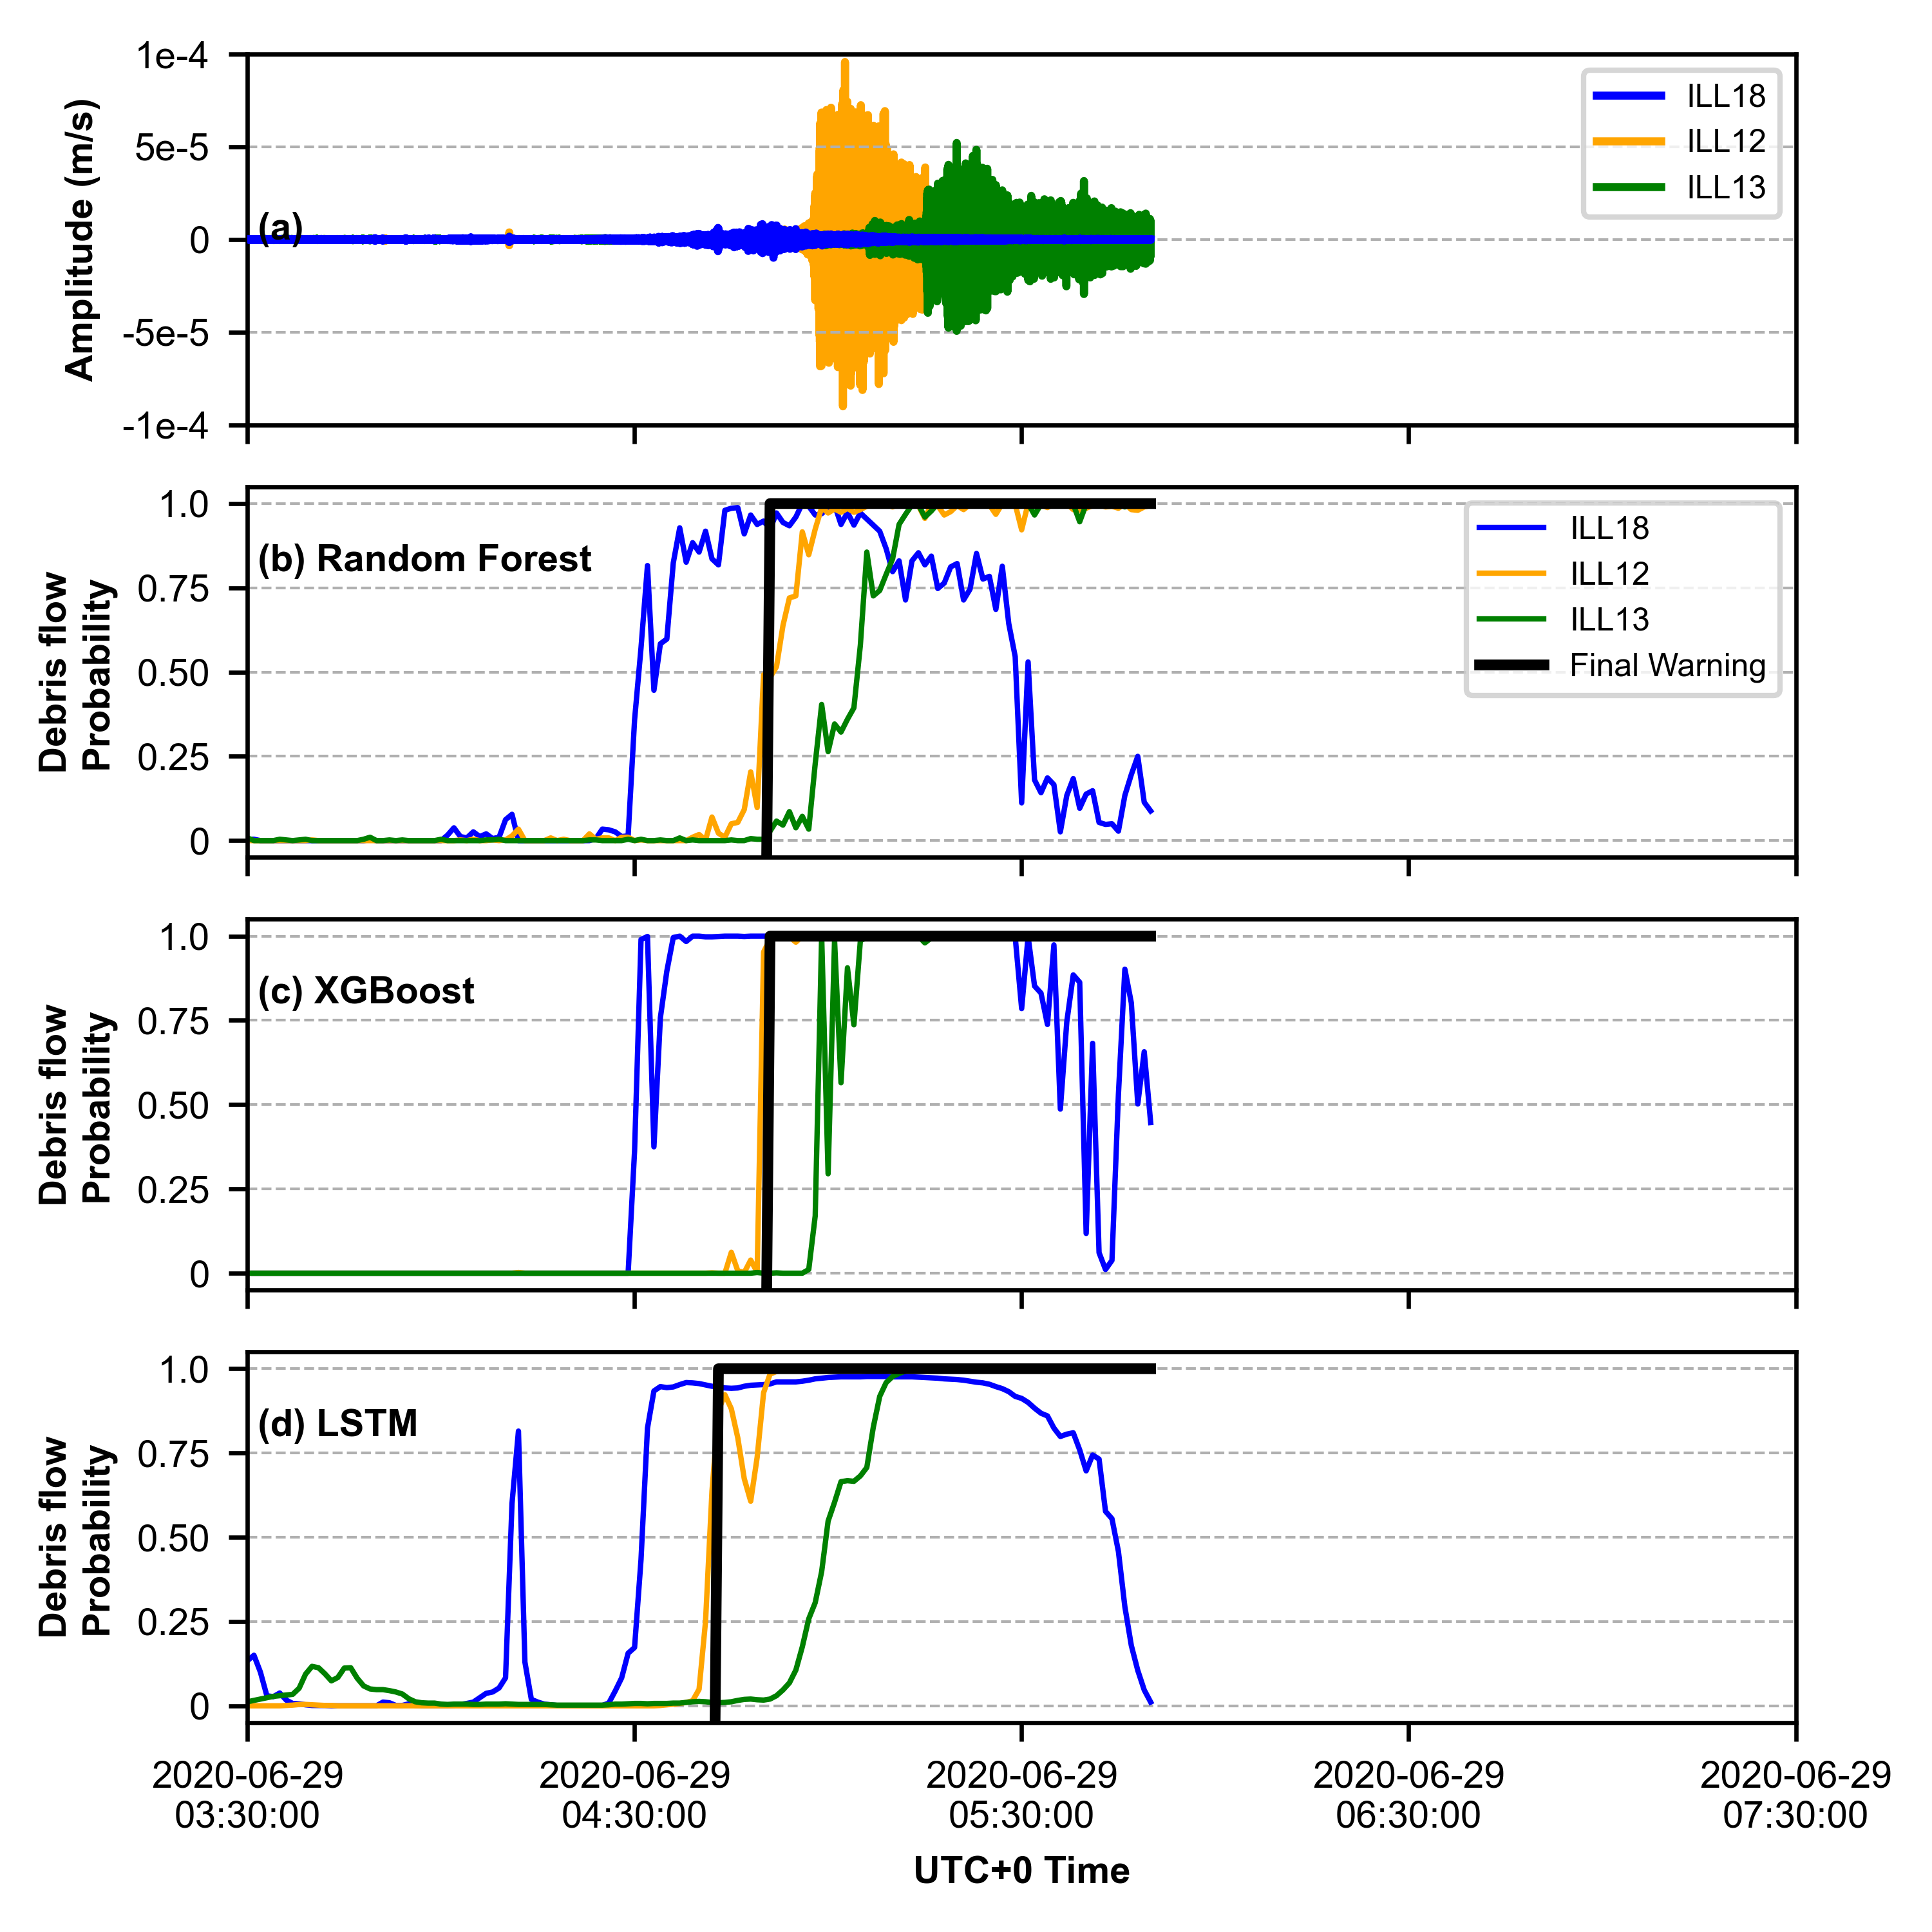 1e-4
5e-5
0
-5e-5
-1e-4
Amplitude (m/s)
(a)
ILL18
ILL12
ILL13
1.0
0.75
0.50
0.25
0
Debris flow
Probability
(b) Random Forest
ILL18
ILL12
ILL13
Final Warning
1.0
0.75
0.50
0.25
0
Debris flow
Probability
(c) XGBoost
1.0
0.75
0.50
0.25
0
Debris flow
Probability
(d) LSTM
2020-06-29
03:30:00
2020-06-29
04:30:00
2020-06-29
05:30:00
2020-06-29
06:30:00
2020-06-29
07:30:00
UTC+0 Time